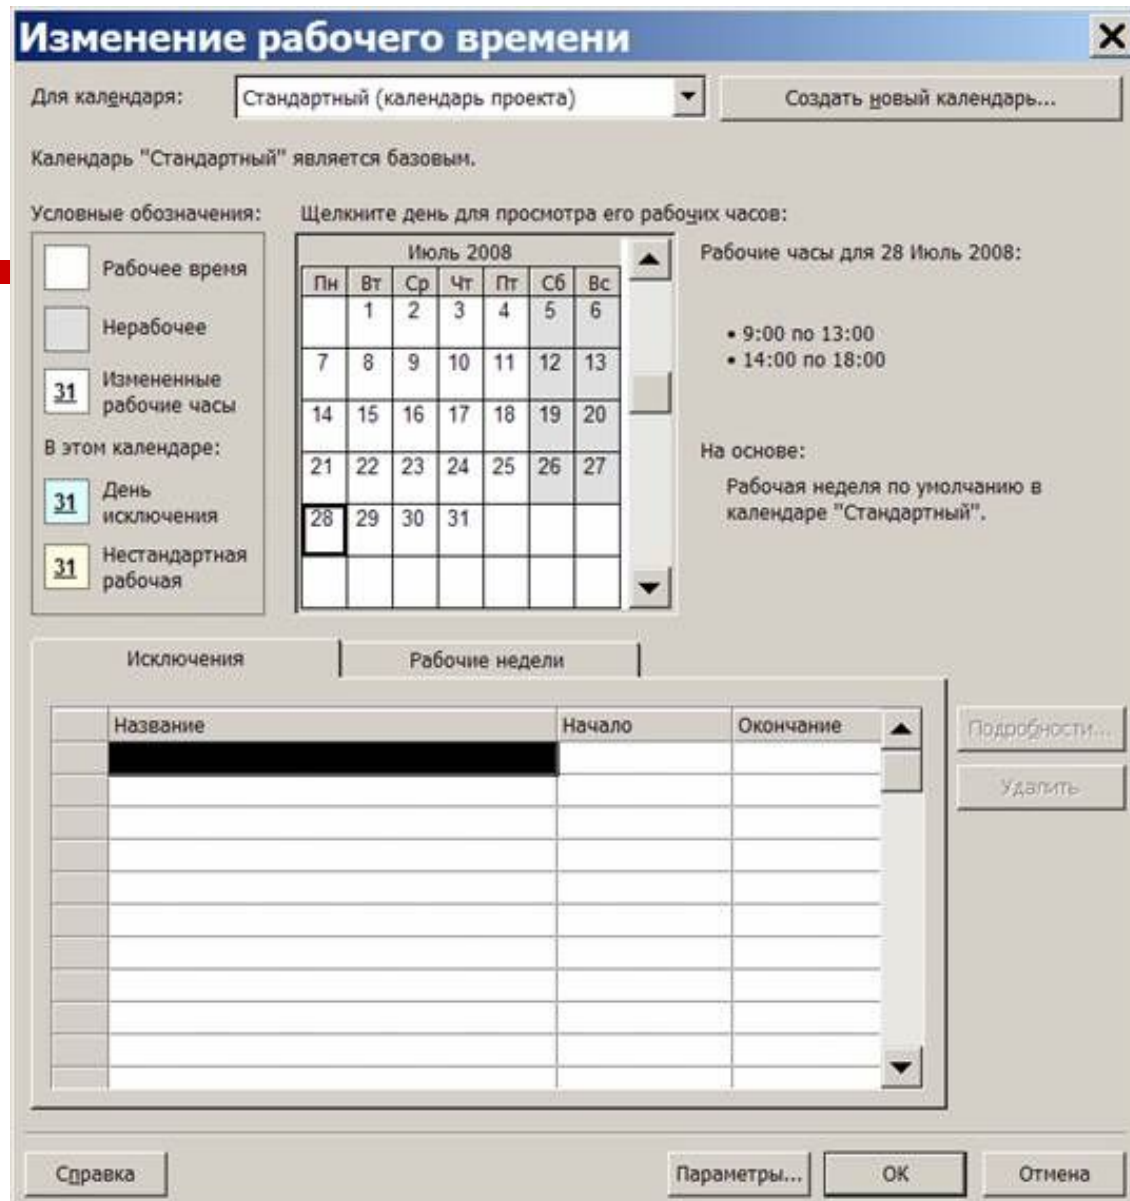 Изменение рабочего времени
Для календаря: Стандартный (календарь проекта) Создать новый календарь...
Календарь "Стандартный" является базовым.
Условные обозначения:
Рабочее время
Нерабочее
31 Измененные
рабочие часы
В этом календаре:
31 День
исключения
31 Нестандартная
рабочая
Щелкните день для просмотра его рабочих часов:
Июль 2008
Пн Вт Ср Чт Пт Сб Вс
1 2 3 4 5 6
7 8 9 10 11 12 13
14 15 16 17 18 19 20
21 22 23 24 25 26 27
28 29 30 31
Рабочие часы для 28 Июль 2008:
• 9:00 по 13:00
• 14:00 по 18:00
На основе:
Рабочая неделя по умолчанию в
календаре "Стандартный".
Исключения Рабочие недели
Название Начало Окончание
Подробности...
Удалить
Справка Параметры... ОК Отмена